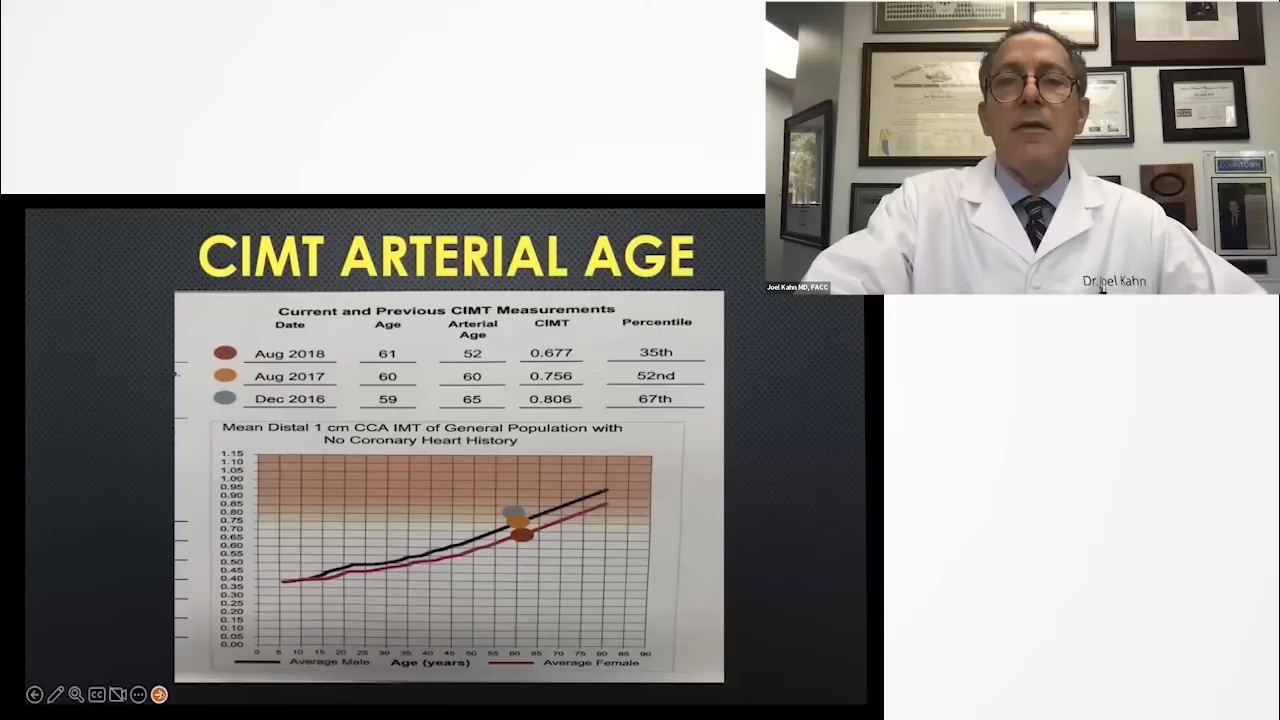 CIMT ARTERIAL AGE
Current and Previous CIMT Measurements
Date Age Arterial Age CIMT Percentile
Aug 2018 61 52 0.677 35th
Aug 2017 60 60 0.756 52nd
Dec 2016 59 65 0.806 67th
Mean Distal 1 cm CCA IMT of General Population with
No Coronary Heart History
1.15
1.10
1.05
1.00
0.95
0.90
0.85
0.80
0.75
0.70
0.65
0.60
0.55
0.50
0.45
0.40
0.35
0.30
0.25
0.20
0.15
0.10
0.05
0.00
0 5 10 15 20 25 30 35 40 45 50 55 60 65 70 75 80 85 90
Average Male Age (years) Average Female
CC
Joel Kahn MD, FACC
Dr. Joel Kahn
DOWNTOWN